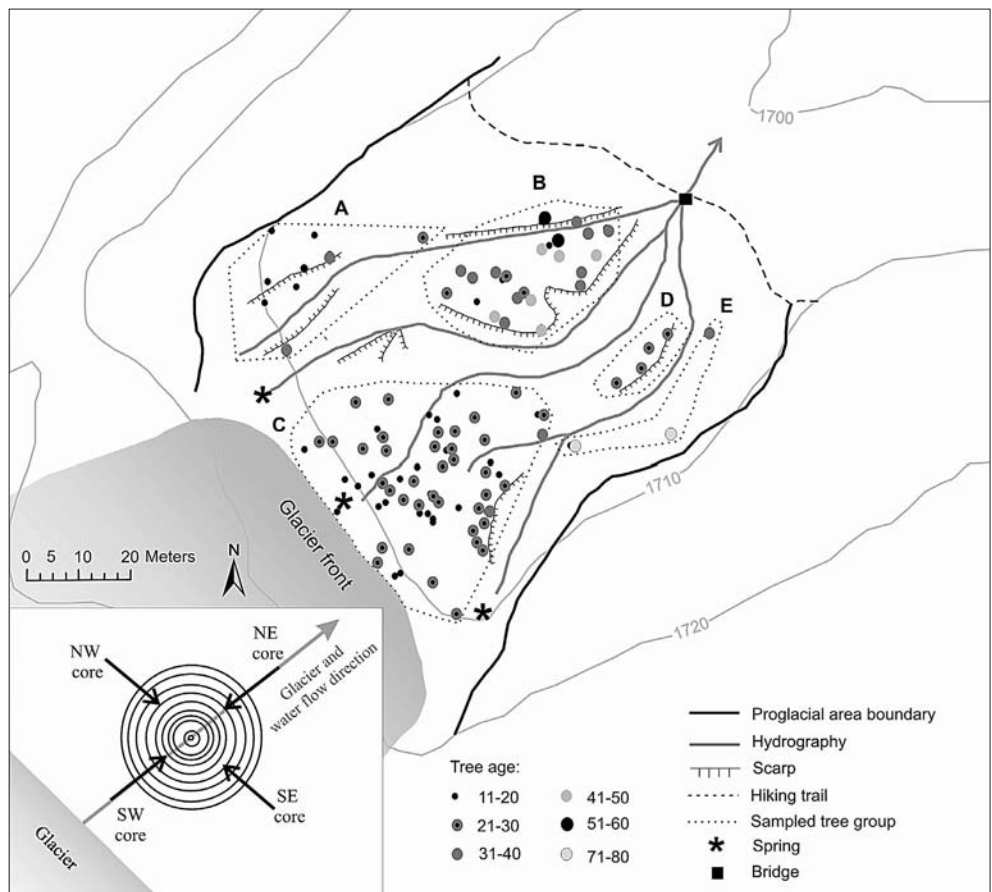 1700
A
B
D
E
C
Glacier front
0 5 10 20 Meters
N
1710
1720
NW
core
NE
core
Glacier and
water flow direction
SW
core
SE
core
Glacier
Tree age:
11-20
21-30
31-40
41-50
51-60
71-80
Proglacial area boundary
Hydrography
Scarp
Hiking trail
Sampled tree group
Spring
Bridge